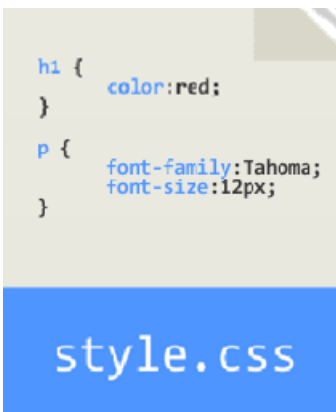 h1 {
color:red;
}
p {
font-family:Tahoma;
font-size:12px;
}
style.css